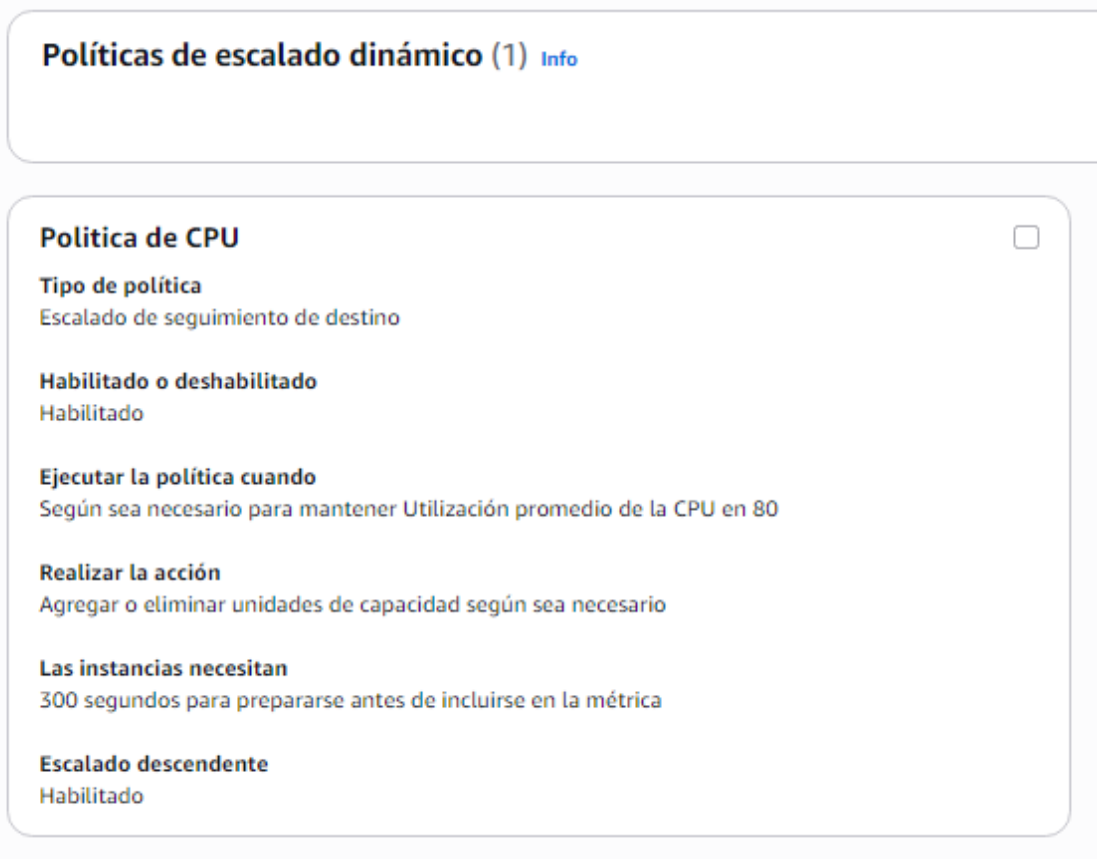 Políticas de escalado dinámico (1) Info
Politica de CPU
Tipo de política
Escalado de seguimiento de destino
Habilitado o deshabilitado
Habilitado
Ejecutar la política cuando
Según sea necesario para mantener Utilización promedio de la CPU en 80
Realizar la acción
Agregar o eliminar unidades de capacidad según sea necesario
Las instancias necesitan
300 segundos para prepararse antes de incluirse en la métrica
Escalado descendente
Habilitado